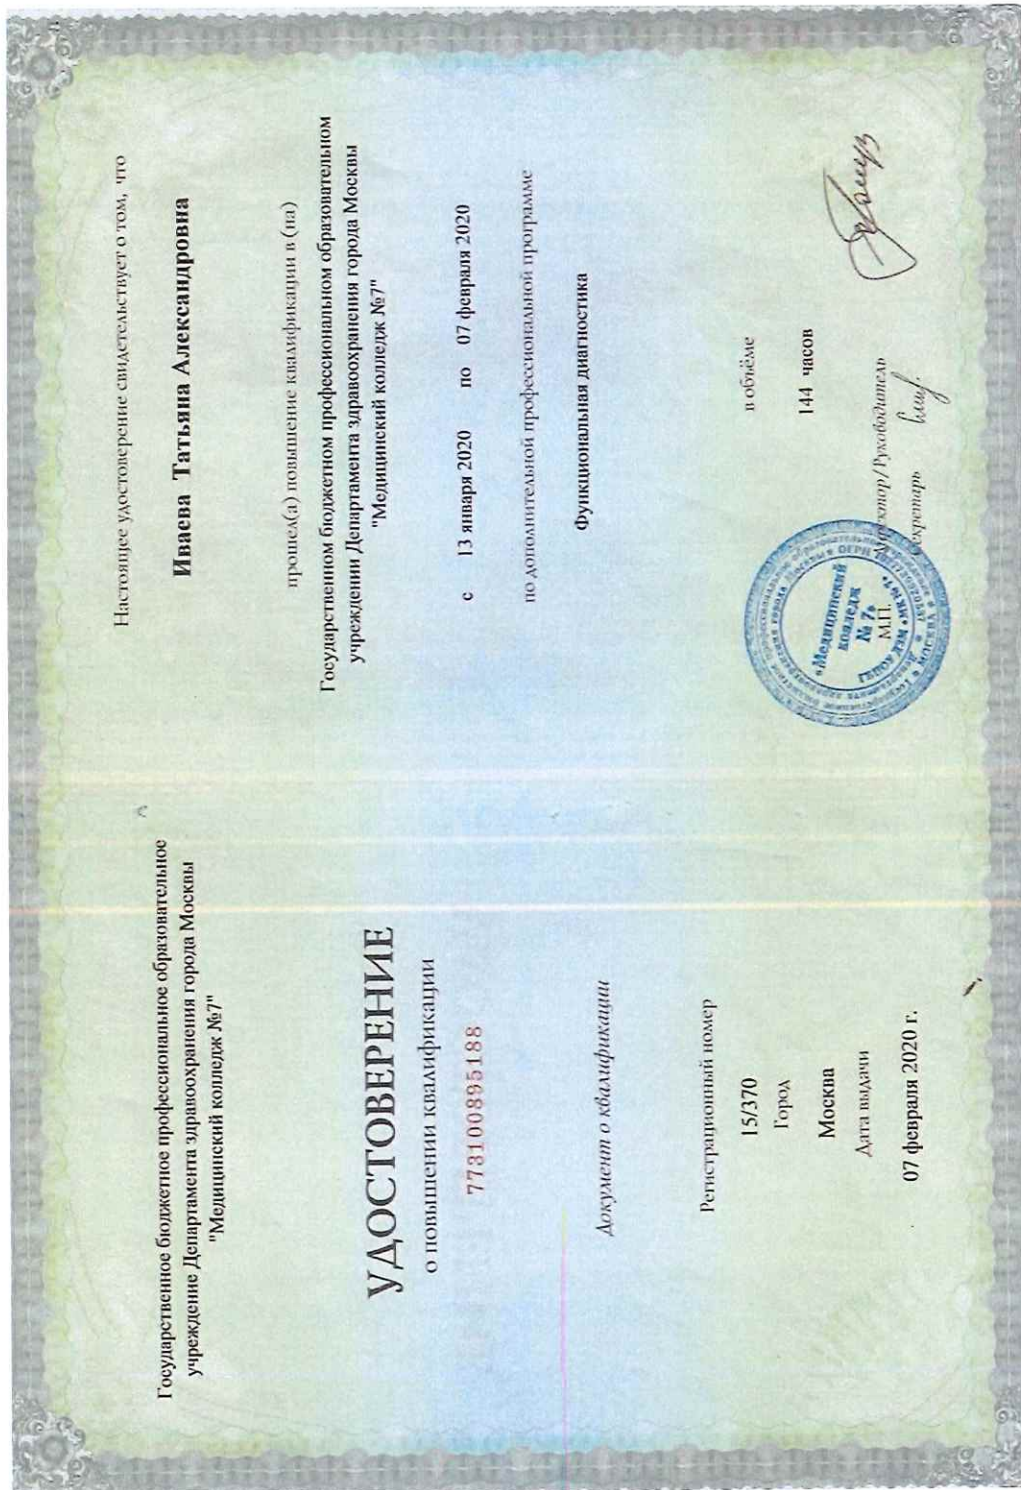 Государственное бюджетное профессиональное образовательное
учреждение Департамента здравоохранения города Москвы
"Медицинский колледж №7"
УДОСТОВЕРЕНИЕ
о повышении квалификации
773100895188
Документ о квалификации
Регистрационный номер
15/370
Город
Москва
Дата выдачи
07 февраля 2020 г.
Настоящее удостоверение свидетельствует о том, что
Иваева Татьяна Александровна
прошел(а) повышение квалификации в (на)
Государственном бюджетном профессиональном образовательном
учреждении Департамента здравоохранения города Москвы
"Медицинский колледж №7"
с 13 января 2020 по 07 февраля 2020
по дополнительной профессиональной программе
Функциональная диагностика
в объёме
144 часов
Директор/Руководитель
Секретарь
М.П.
«Медицинский
колледж
№ 7»